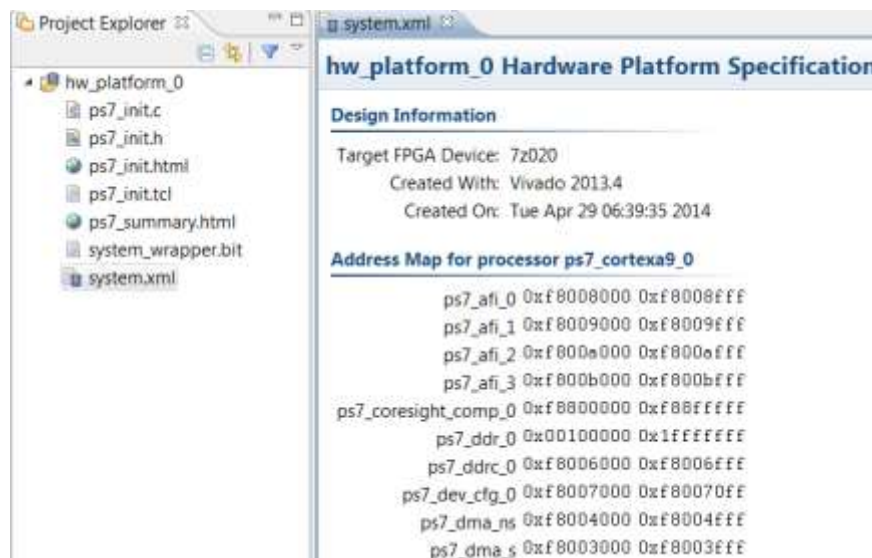 Project Explorer
hw_platform_0
ps7_init.c
ps7_init.h
ps7_init.html
ps7_init.tcl
ps7_summary.html
system_wrapper.bit
system.xml
system.xml
hw_platform_0 Hardware Platform Specification
Design Information
Target FPGA Device: 7z020
Created With: Vivado 2013.4
Created On: Tue Apr 29 06:39:35 2014
Address Map for processor ps7_cortexa9_0
ps7_afi_0 0xf8008000 0xf8008fff
ps7_afi_1 0xf8009000 0xf8009fff
ps7_afi_2 0xf800a000 0xf800afff
ps7_afi_3 0xf800b000 0xf800bfff
ps7_coresight_comp_0 0xf8800000 0xf88fffff
ps7_ddr_0 0x00100000 0x1fffffff
ps7_ddrc_0 0xf8006000 0xf8006fff
ps7_dev_cfg_0 0xf8007000 0xf80070ff
ps7_dma_ns 0xf8004000 0xf8004fff
ps7_dma_s 0xf8003000 0xf8003fff